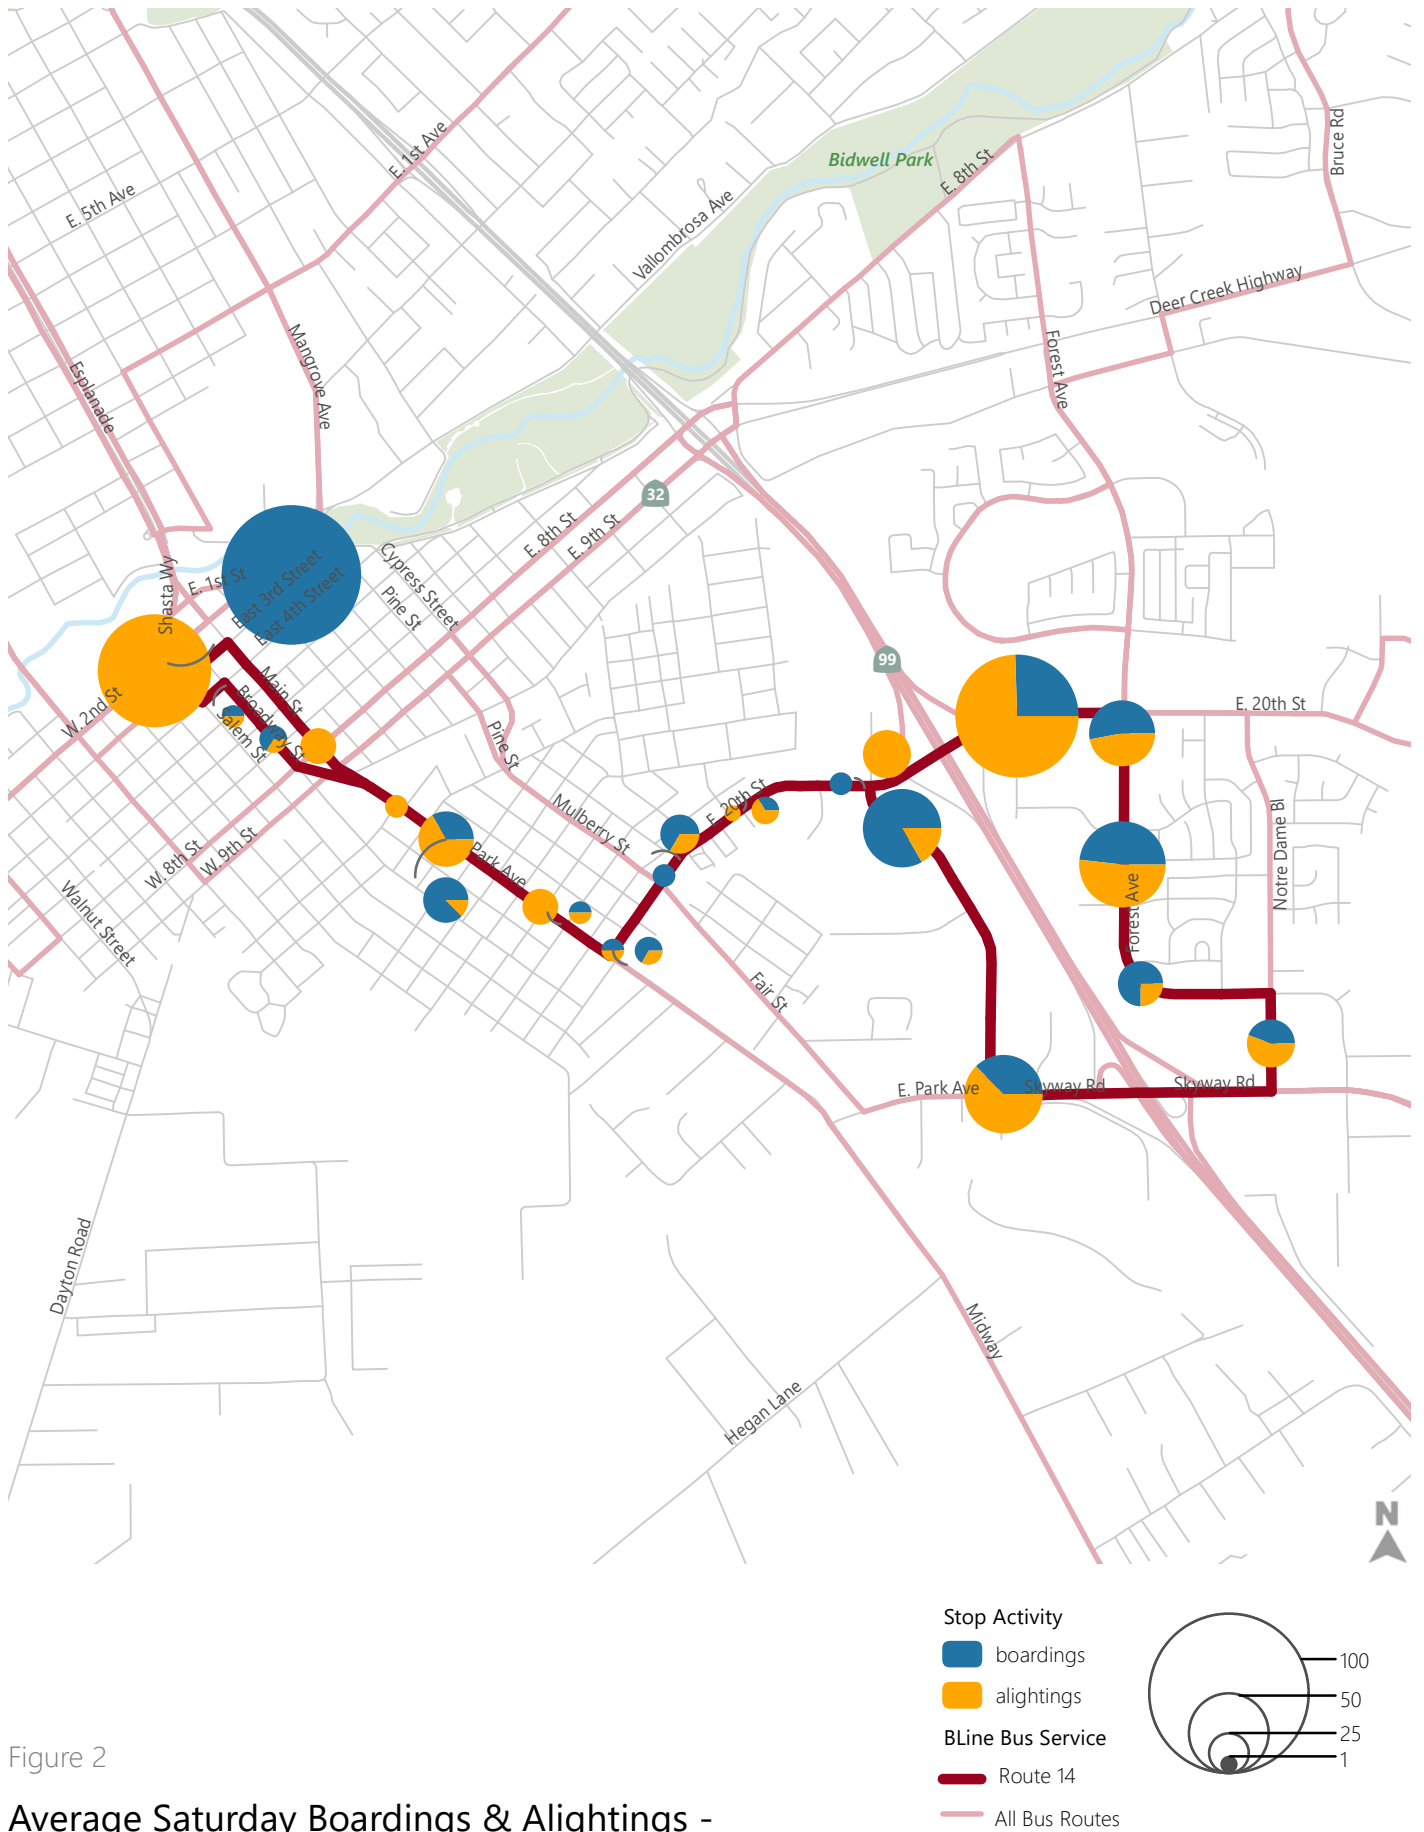 Bidwell Park
E. 8th St
Bruce Rd
E. 1st Ave
E. 5th Ave
Vallombrosa Ave
Deer Creek Highway
Mangrove Ave
Forest Ave
Esplanade
32
E. 8th St
E. 9th St
Cypress Street
Pine St
Shasta Wy
E. 1st St
East 3rd Street
East 4th Street
99
W. 2nd St
Main St
Broadway St
Salem St
E. 20th St
Pine St
Mulberry St
E. 20th St
Notre Dame Bl
W. 8th St
W. 9th St
Park Ave
Walnut Street
Forest Ave
Fair St
E. Park Ave
Skyway Rd
Skyway Rd
Dayton Road
Midway
Hegan Lane
N
Stop Activity
boardings
alightings
BLine Bus Service
Route 14
All Bus Routes
100
50
25
1
Figure 2
Average Saturday Boardings & Alightings -